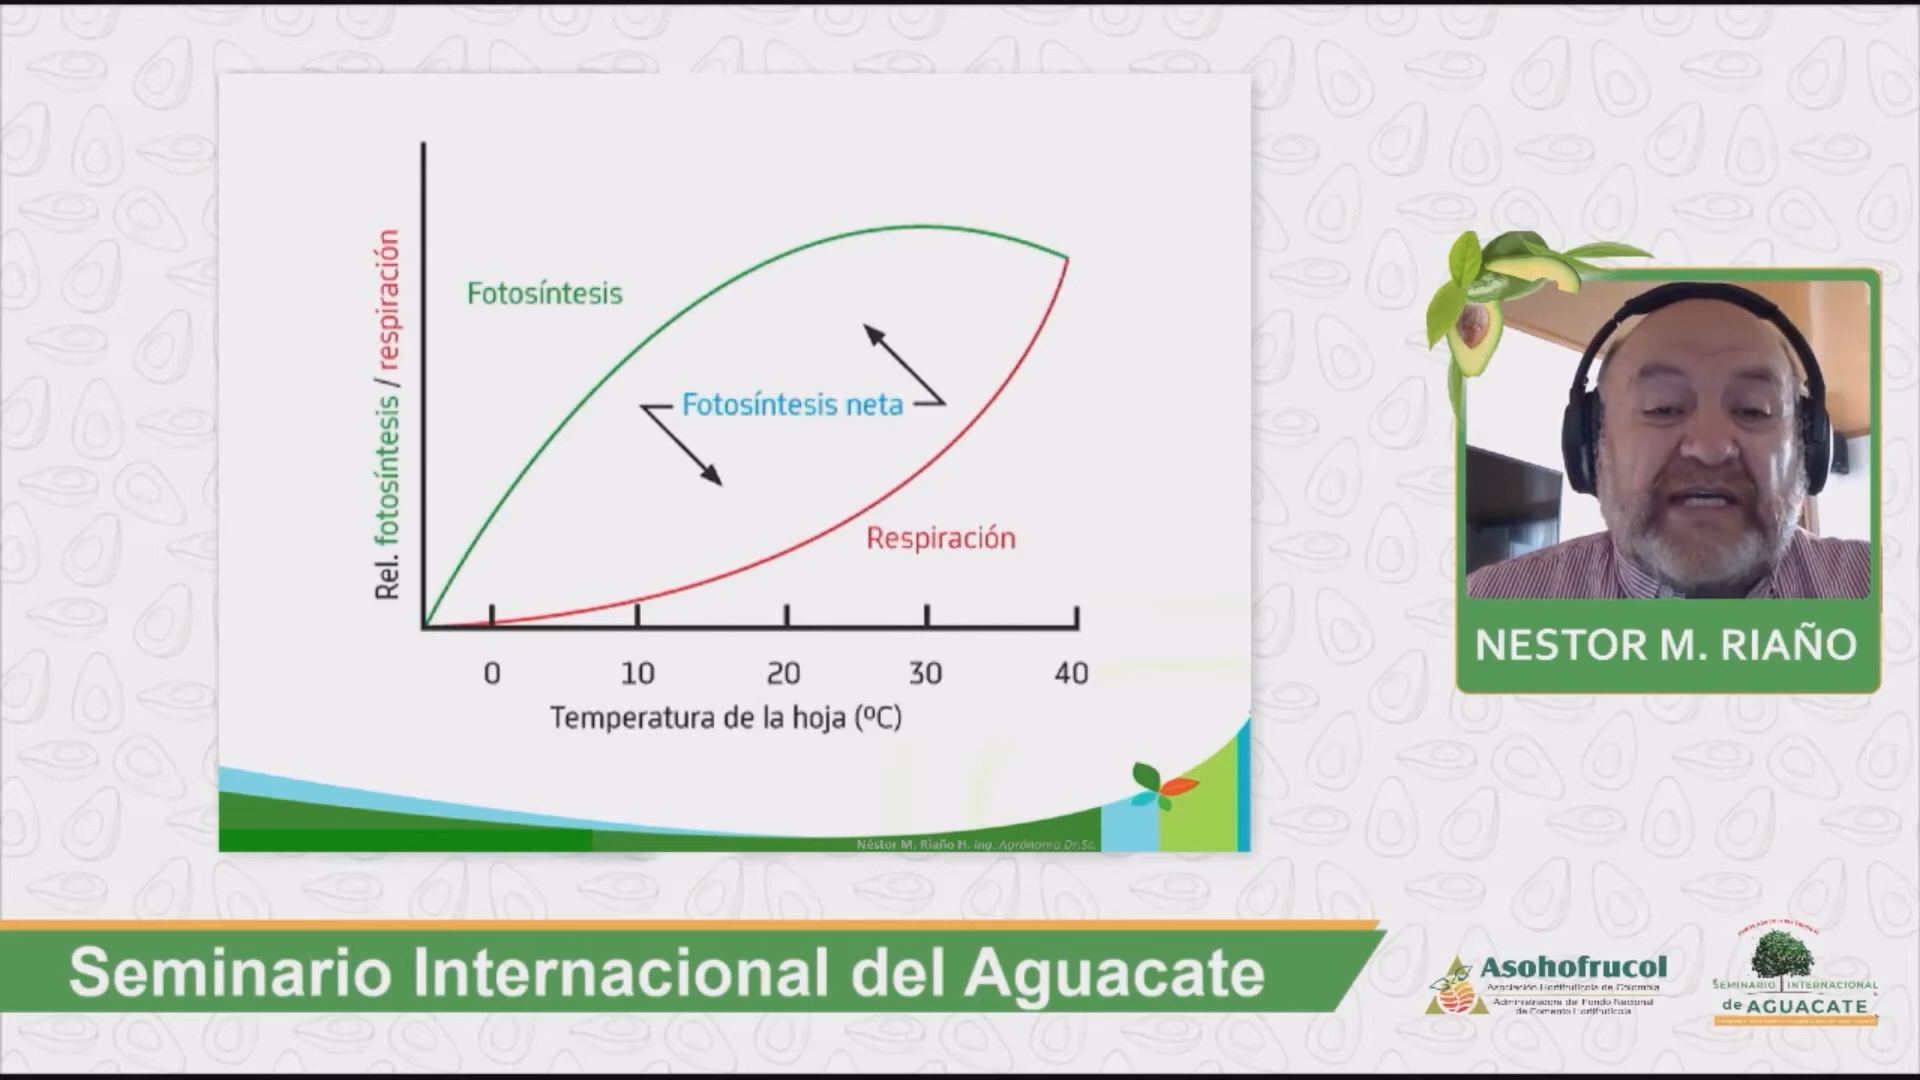 Rel. fotosíntesis / respiración
Fotosíntesis
Fotosíntesis neta
Respiración
0 10 20 30 40
Temperatura de la hoja (ºC)
Néstor M. Riaño H. Ing. Agrónomo Dr.Sc.
NESTOR M. RIAÑO
Seminario Internacional del Aguacate
Asohofrucol
Asociación Hortifrutícola de Colombia
Administradora del Fondo Nacional
de Fomento Hortifrutícola
SEMINARIO INTERNACIONAL
de AGUACATE